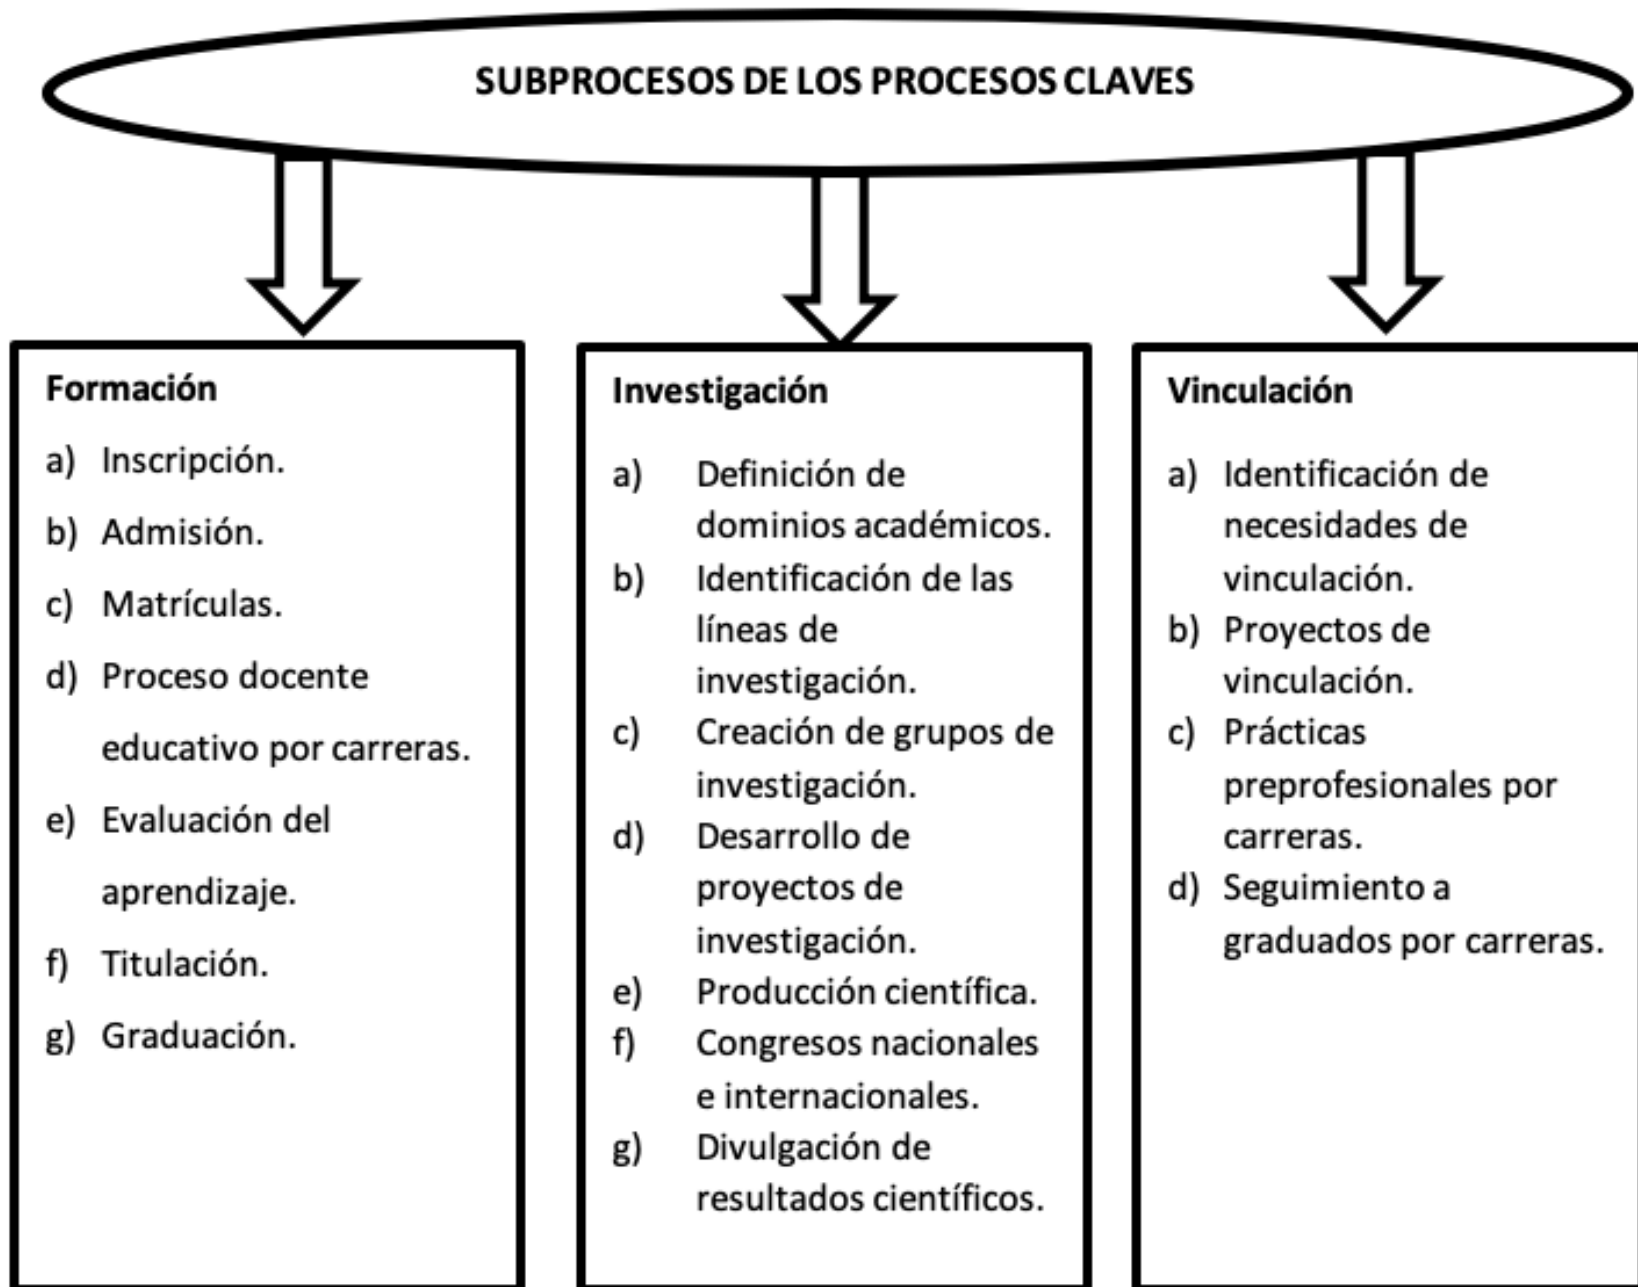 SUBPROCESOS DE LOS PROCESOS CLAVES
Formación
a) Inscripción.
b) Admisión.
c) Matrículas.
d) Proceso docente
educativo por carreras.
e) Evaluación del
aprendizaje.
f) Titulación.
g) Graduación.
Investigación
a) Definición de
dominios académicos.
b) Identificación de las
líneas de
investigación.
c) Creación de grupos de
investigación.
d) Desarrollo de
proyectos de
investigación.
e) Producción científica.
f) Congresos nacionales
e internacionales.
g) Divulgación de
resultados científicos.
Vinculación
a) Identificación de
necesidades de
vinculación.
b) Proyectos de
vinculación.
c) Prácticas
preprofesionales por
carreras.
d) Seguimiento a
graduados por carreras.